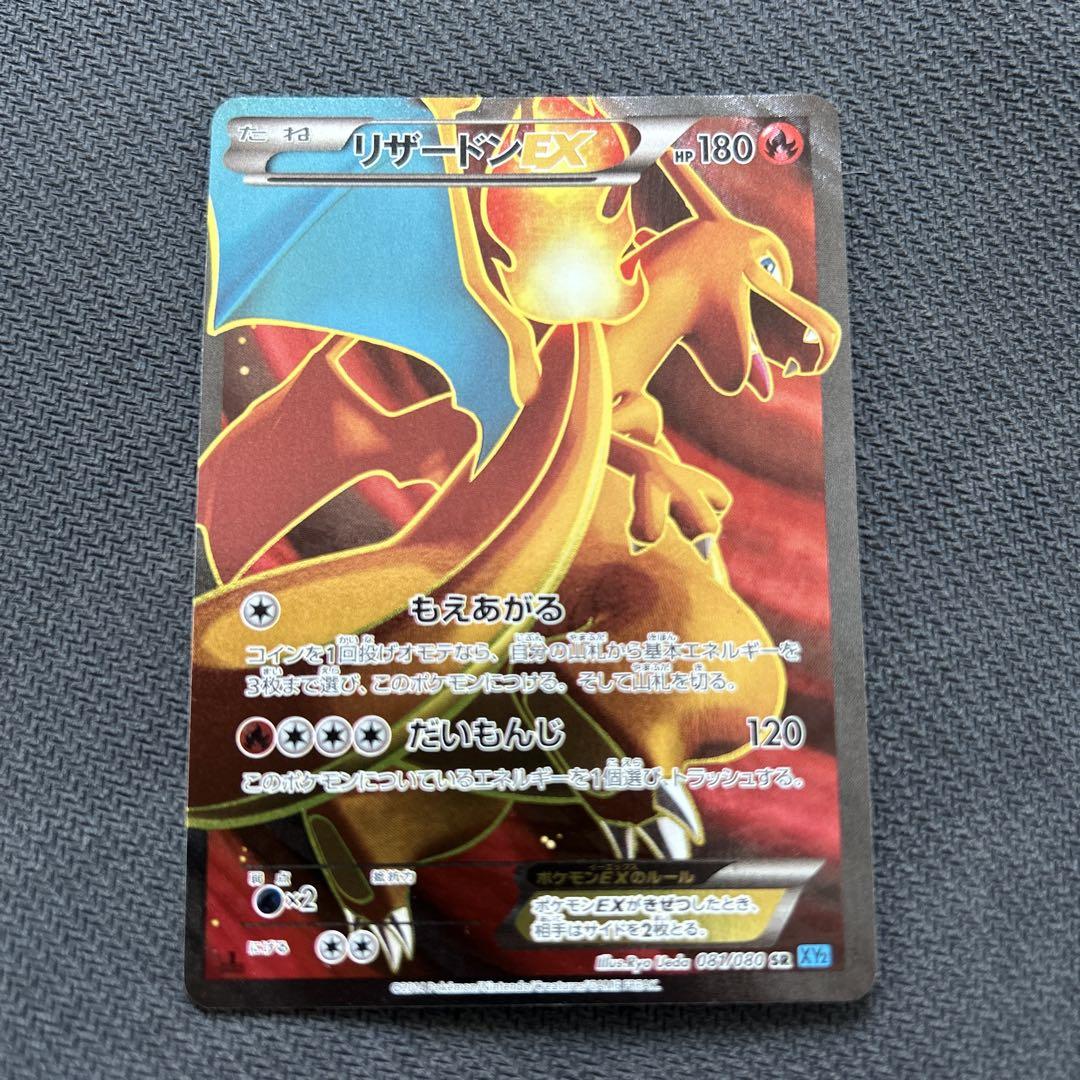 たね リザードンEX HP180
もえあがる
コインを1回投げオモテなら、自分の山札から基本エネルギーを
3枚まで選び、このポケモンにつける。そして山札を切る。
だいもんじ 120
このポケモンについているエネルギーを1個選び、トラッシュする。
弱点 抵抗力
×2
にげる
ポケモンEXのルール
ポケモンEXがきぜつしたとき、
相手はサイドを2枚とる。
Illus.Ryo Ueda 081/080 SR XY2
©2014 Pokémon/Nintendo/Creatures/GAME FREAK.